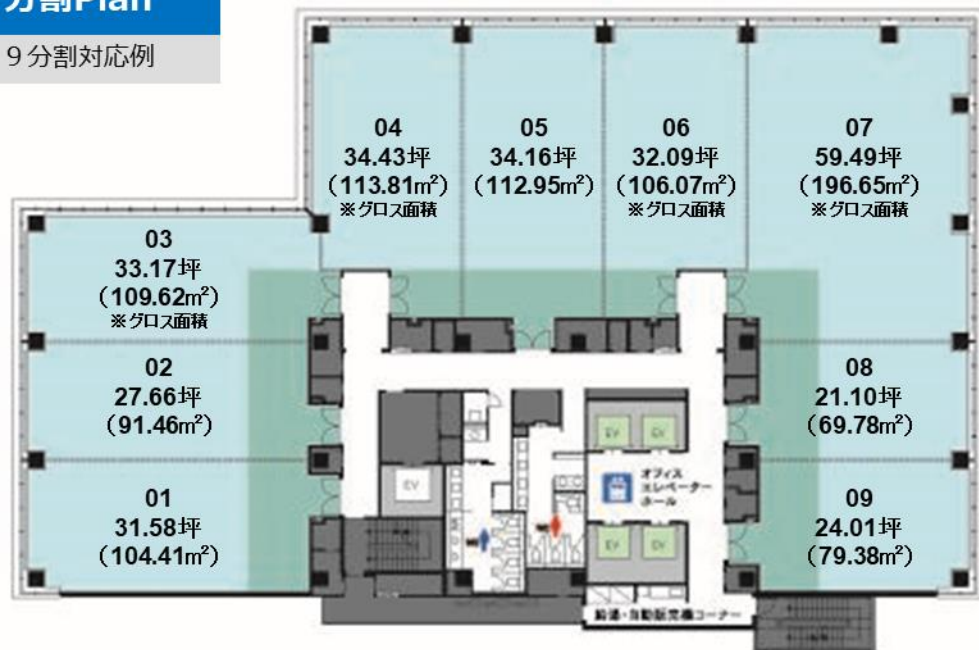 分割Plan
９分割対応例
04
34.43坪
（113.81m²）
※グロス面積
05
34.16坪
（112.95m²）
06
32.09坪
（106.07m²）
※グロス面積
07
59.49坪
（196.65m²）
※グロス面積
03
33.17坪
（109.62m²）
※グロス面積
02
27.66坪
（91.46m²）
08
21.10坪
（69.78m²）
01
31.58坪
（104.41m²）
09
24.01坪
（79.38m²）
EV
EV
EV
オフィス
エレベーター
ホール
EV
EV
給湯・自動販売機コーナー